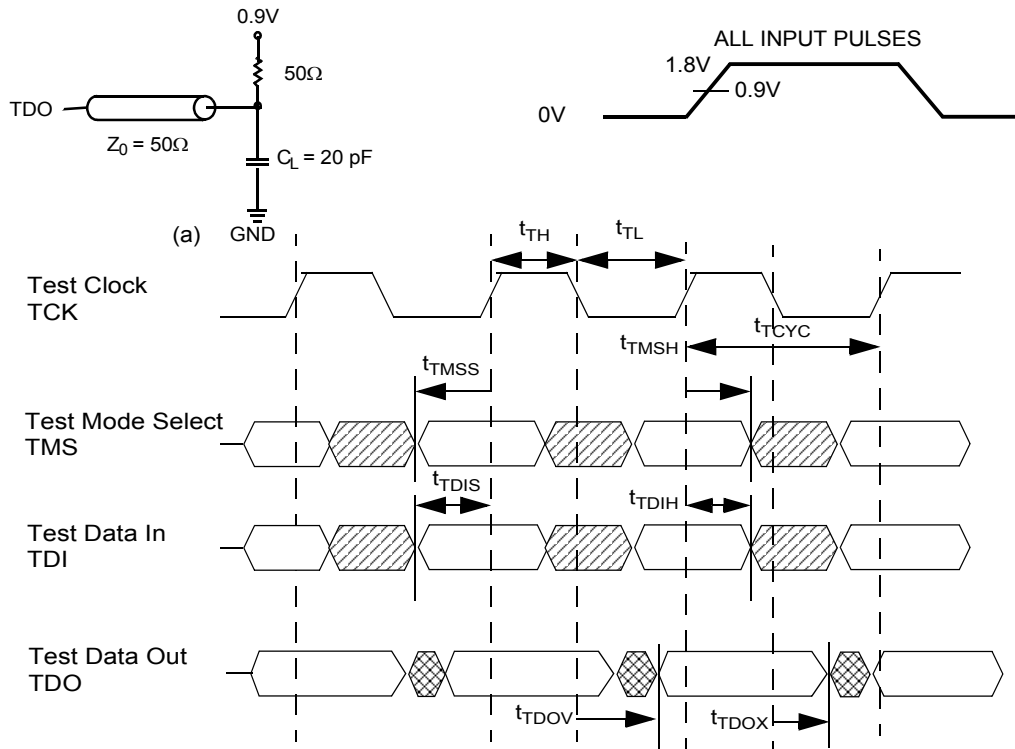 0.9V
50Ω
TDO
Z0 = 50Ω
CL = 20 pF
(a)
GND
ALL INPUT PULSES
1.8V
0.9V
0V
tTH
tTL
Test Clock
TCK
tTMSH
tTCYC
tTMSS
Test Mode Select
TMS
tTDIS
tTDIH
Test Data In
TDI
Test Data Out
TDO
tTDOV
tTDOX